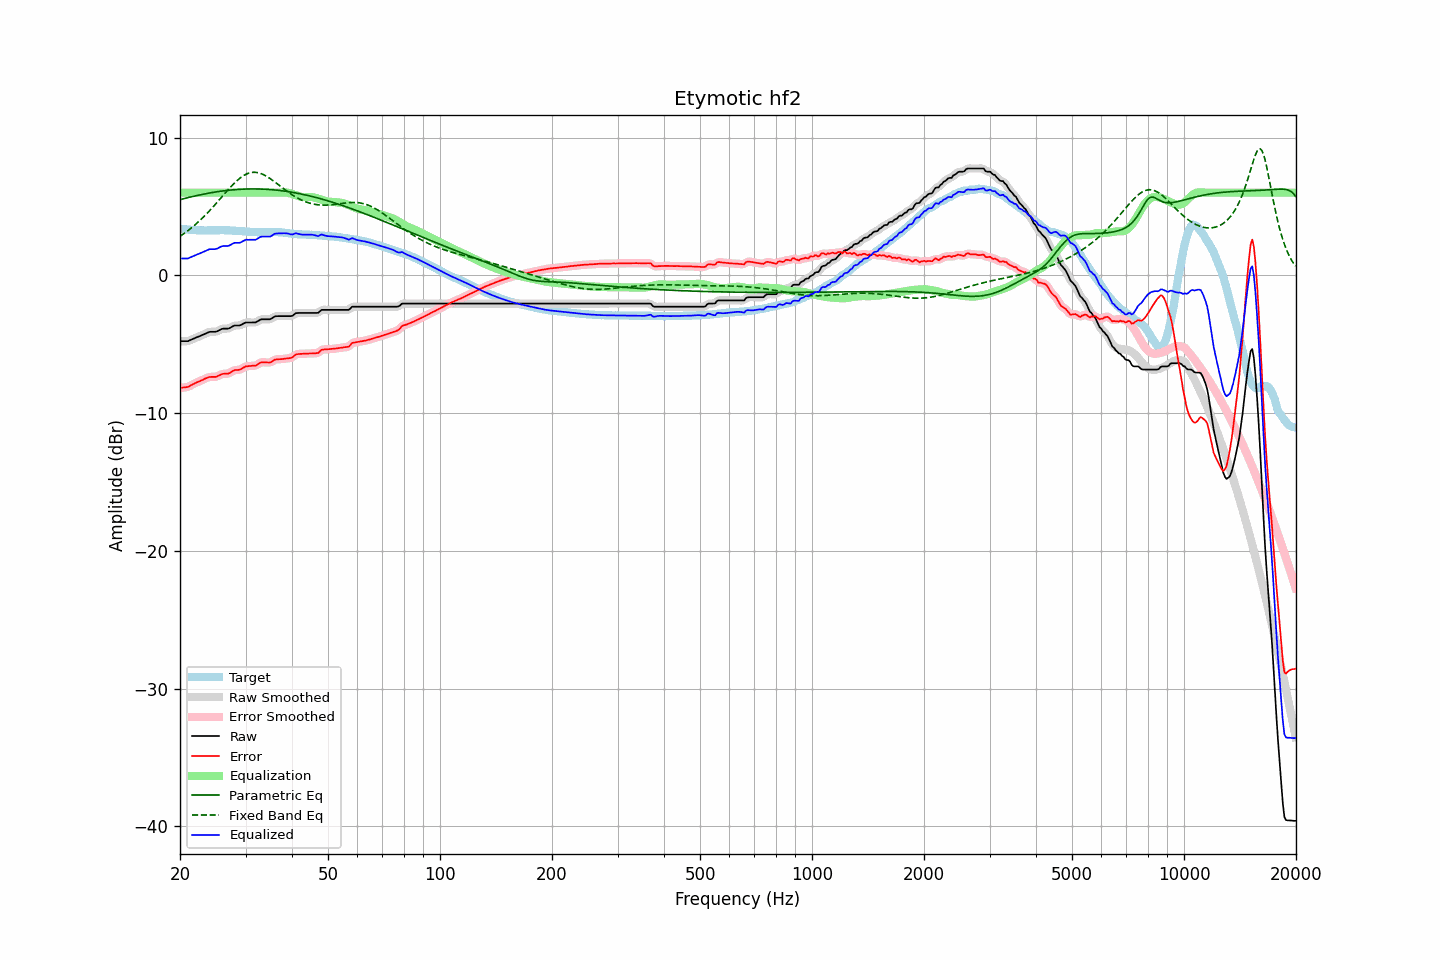 Etymotic hf2
10
0
−10
−20
−30
−40
Amplitude (dBr)
Target
Raw Smoothed
Error Smoothed
Raw
Error
Equalization
Parametric Eq
Fixed Band Eq
Equalized
20 50 100 200 500 1000 2000 5000 10000 20000
Frequency (Hz)